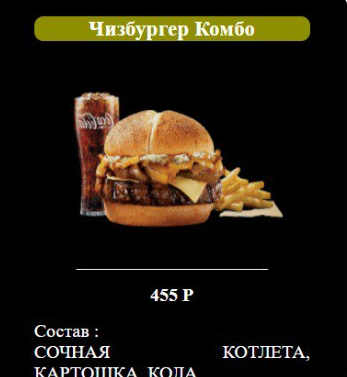 Чизбургер Комбо
455 Р
Состав :
СОЧНАЯ КОТЛЕТА,
КАРТОШКА, КОЛА